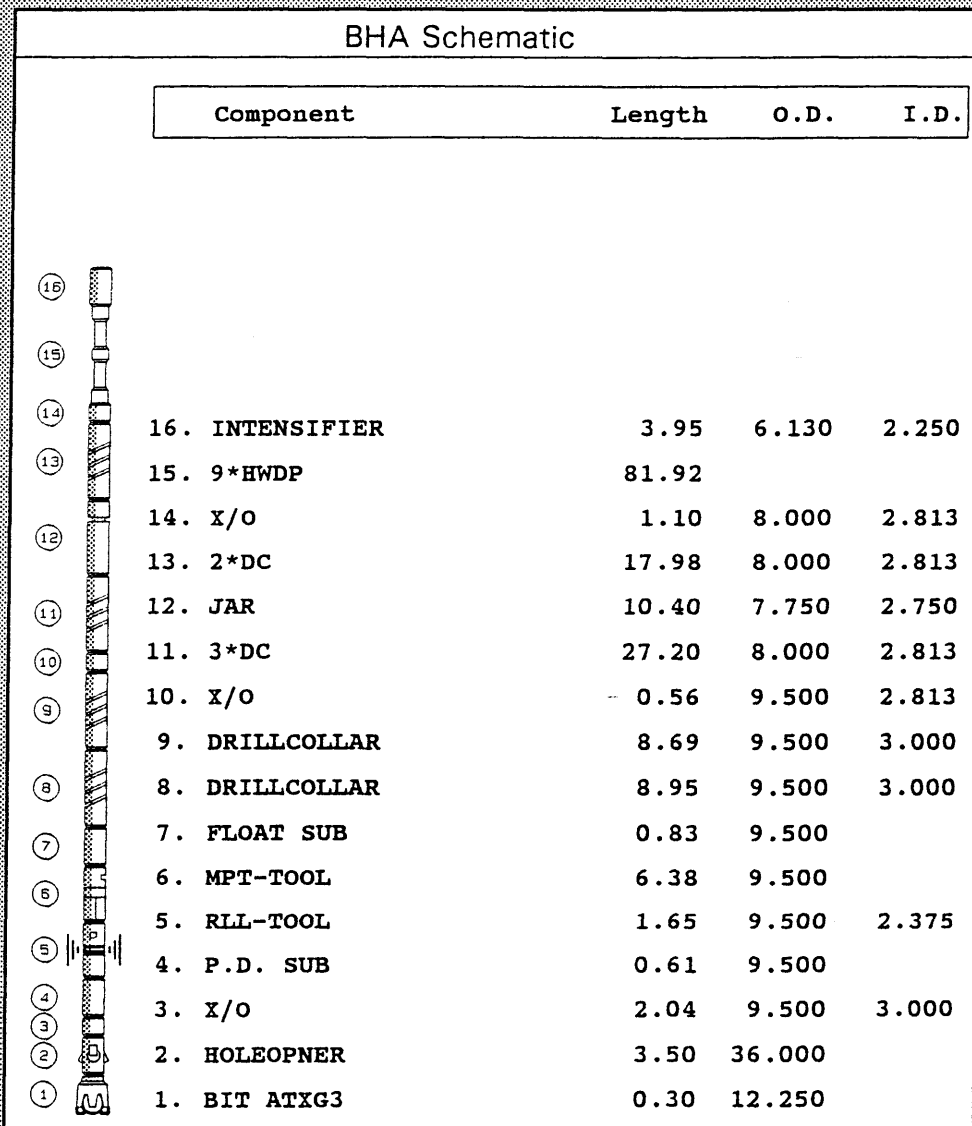 BHA Schematic
Component Length O.D. I.D.
16
15
14
16. INTENSIFIER 3.95 6.130 2.250
13
15. 9*HWDP 81.92
14. X/O 1.10 8.000 2.813
12
13. 2*DC 17.98 8.000 2.813
11
12. JAR 10.40 7.750 2.750
10
11. 3*DC 27.20 8.000 2.813
9
10. X/O 0.56 9.500 2.813
9. DRILLCOLLAR 8.69 9.500 3.000
8
8. DRILLCOLLAR 8.95 9.500 3.000
7
7. FLOAT SUB 0.83 9.500
6
6. MPT-TOOL 6.38 9.500
5
5. RLL-TOOL 1.65 9.500 2.375
4. P.D. SUB 0.61 9.500
4
3
3. X/O 2.04 9.500 3.000
2
2. HOLEOPNER 3.50 36.000
1
1. BIT ATXG3 0.30 12.250